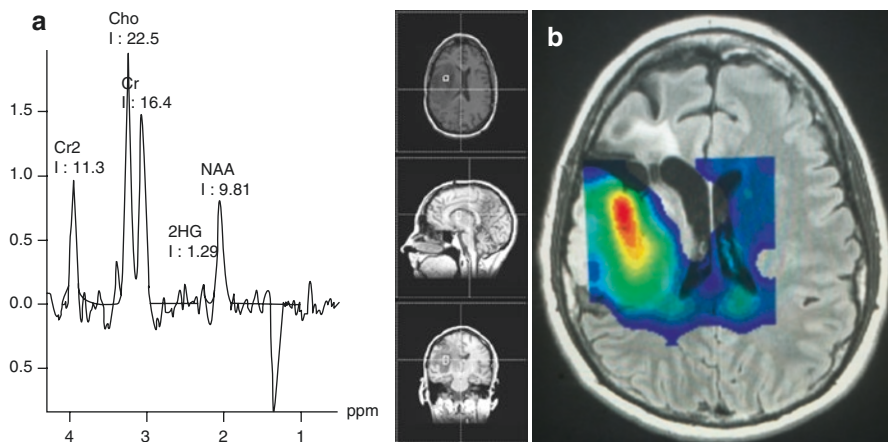 a
Cho
I : 22.5
Cr
I : 16.4
Cr2
I : 11.3
NAA
I : 9.81
2HG
I : 1.29
1.5
1.0
0.5
0.0
0.5
4
3
2
1
ppm
b